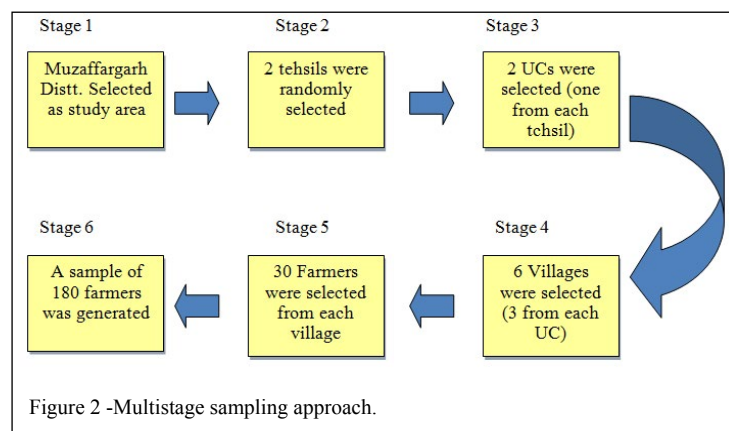 Stage 1
Muzaffargarh
Distt. Selected
as study area
Stage 2
2 tehsils were
randomly
selected
Stage 3
2 UCs were
selected (one
from each
tchsil)
Stage 4
6 Villages
were selected
(3 from each
UC)
Stage 5
30 Farmers
were selected
from each
village
Stage 6
A sample of
180 farmers
was generated
Figure 2 -Multistage sampling approach.